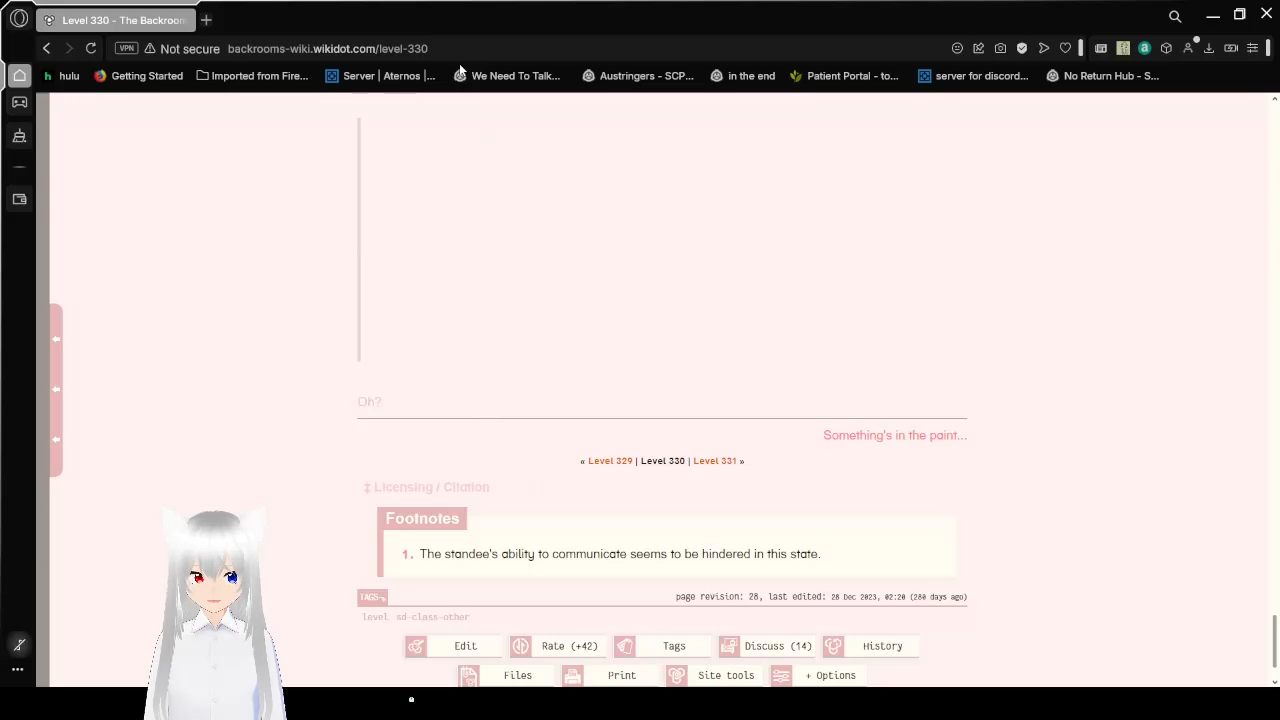 Level 330 - The Backroom
VPN Not secure backrooms-wiki.wikidot.com/level-330
hulu Getting Started Imported from Fire... Server | Aternos |... We Need To Talk... Austringers - SCP... in the end Patient Portal - to... server for discord... No Return Hub - S...
Oh?
Something's in the paint...
« Level 329 | Level 330 | Level 331 »
‡ Licensing / Citation
Footnotes
1. The standee's ability to communicate seems to be hindered in this state.
TAGS page revision: 28, last edited: 28 Dec 2023, 02:20 (280 days ago)
level sd-class-other
Edit Rate (+42) Tags Discuss (14) History
Files Print Site tools + Options